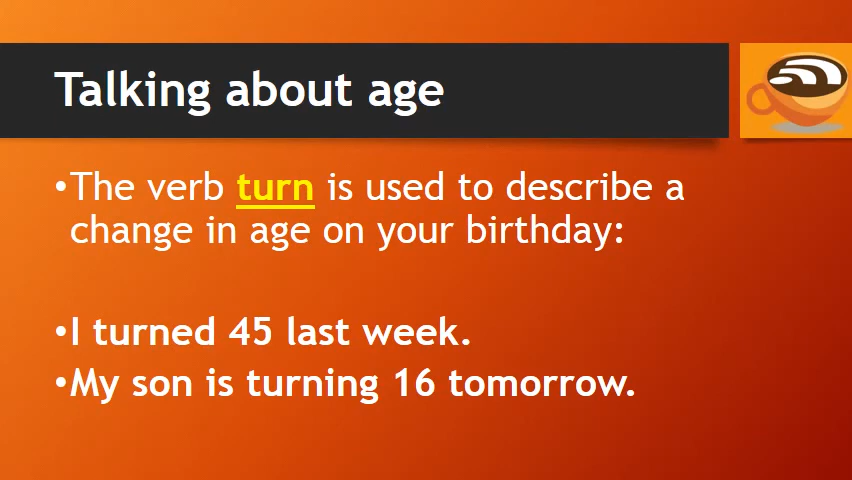 Talking about age
•The verb turn is used to describe a
change in age on your birthday:
•I turned 45 last week.
•My son is turning 16 tomorrow.